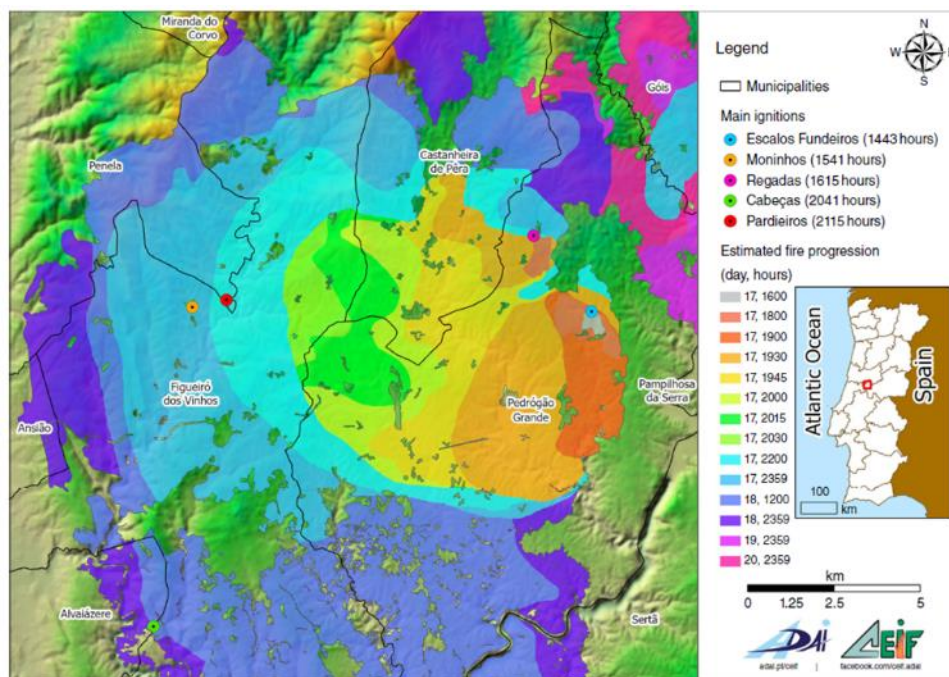 Miranda do
Corvo
Góis
Penela
Castanheira
de Pêra
Figueiró
dos Vinhos
Ansião
Pedrógão
Grande
Pampilhosa
da Serra
Alvaiázere
Sertã
Legend
N
W
S
Municipalities
Main ignitions
Escalos Fundeiros (1443 hours)
Moninhos (1541 hours)
Regadas (1615 hours)
Cabeças (2041 hours)
Pardieiros (2115 hours)
Estimated fire progression
(day, hours)
17, 1600
17, 1800
17, 1900
17, 1930
17, 1945
17, 2000
17, 2015
17, 2030
17, 2200
17, 2359
18, 1200
18, 2359
19, 2359
20, 2359
Atlantic Ocean
Spain
100
km
km
0 1.25 2.5 5
ADAI
CEIF
adai.pt/ceif |
facebook.com/ceif.adai